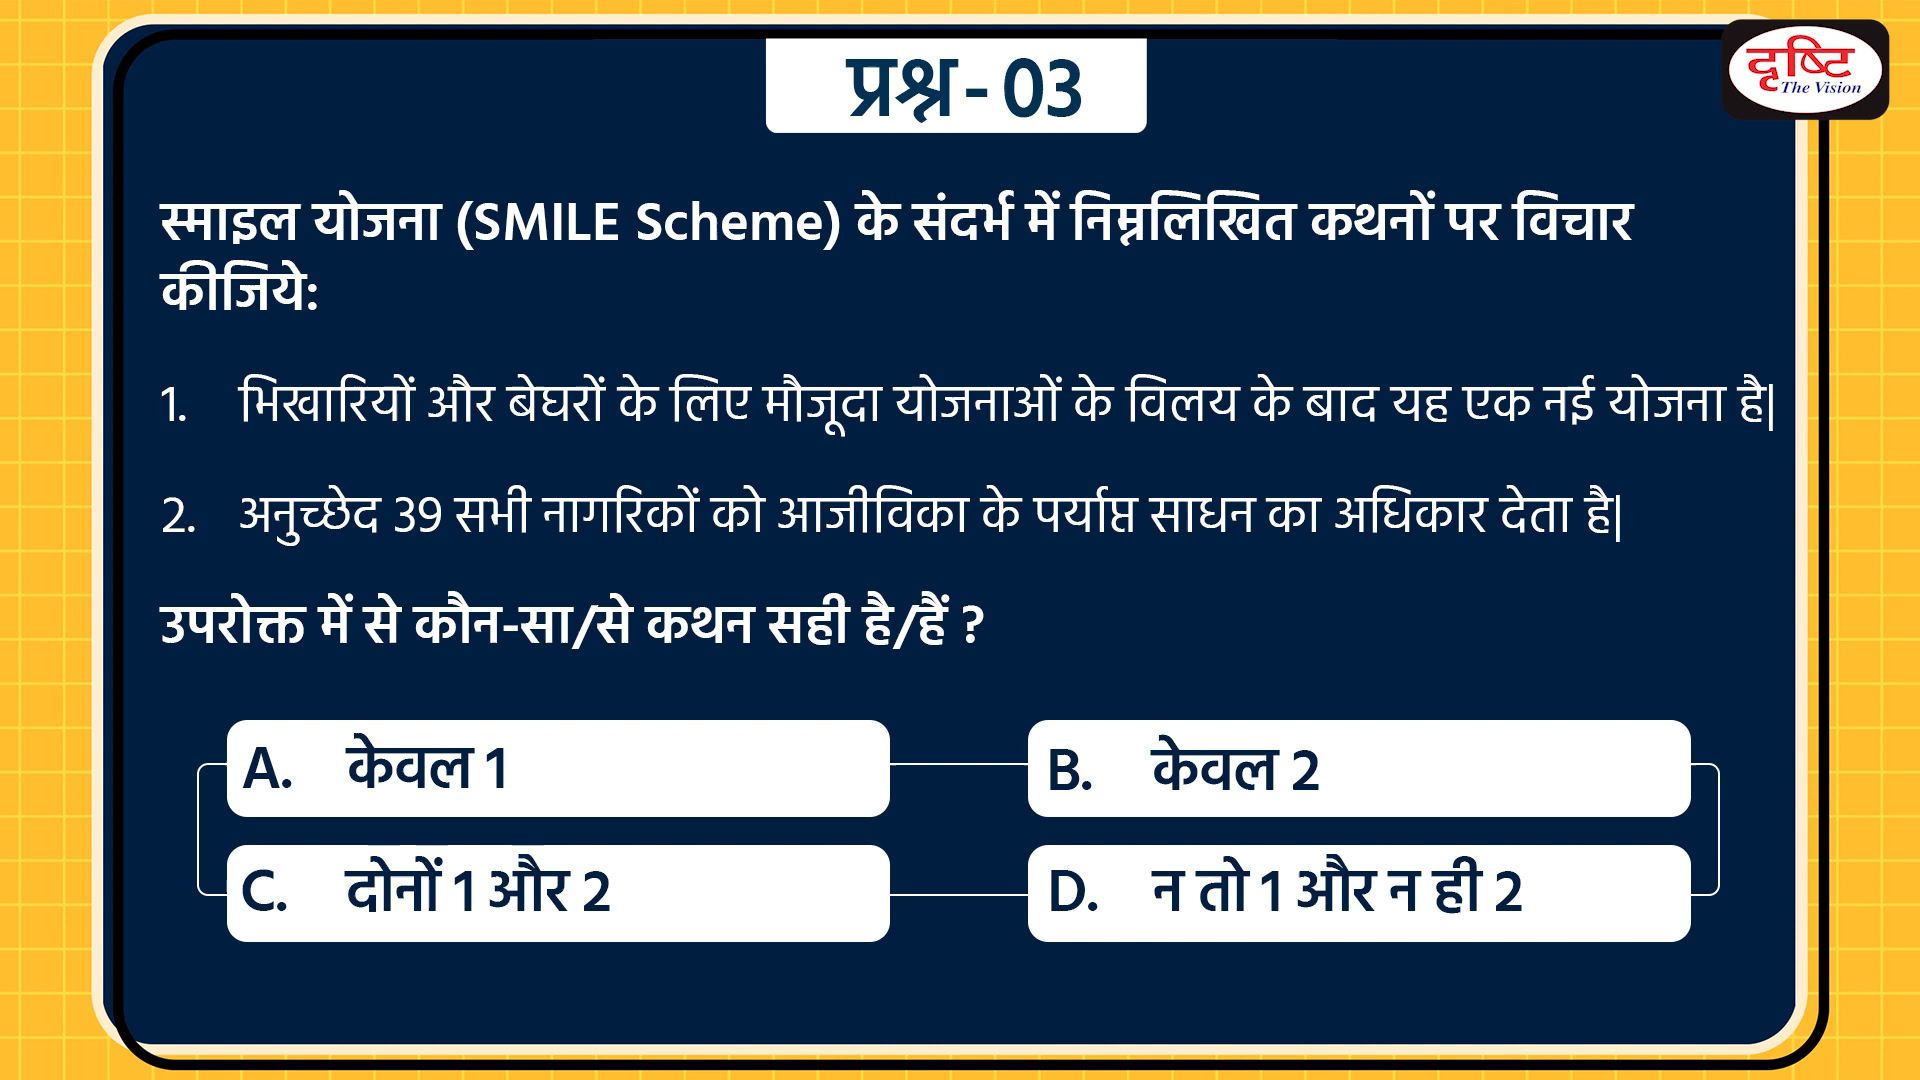 प्रश्न - 03
दृष्टि
The Vision
स्माइल योजना (SMILE Scheme) के संदर्भ में निम्नलिखित कथनों पर विचार
कीजिये:
1. भिखारियों और बेघरों के लिए मौजूदा योजनाओं के विलय के बाद यह एक नई योजना है|
2. अनुच्छेद 39 सभी नागरिकों को आजीविका के पर्याप्त साधन का अधिकार देता है|
उपरोक्त में से कौन-सा/से कथन सही है/हैं ?
A. केवल 1
B. केवल 2
C. दोनों 1 और 2
D. न तो 1 और न ही 2